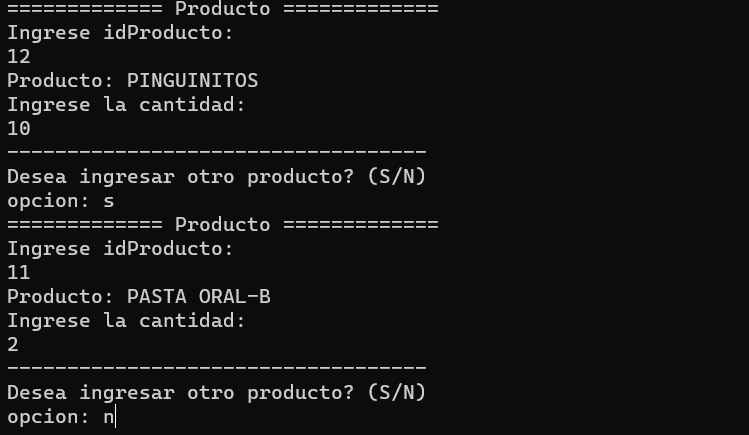 ============= Producto =============
Ingrese idProducto:
12
Producto: PINGUINITOS
Ingrese la cantidad:
10
-----------------------------------
Desea ingresar otro producto? (S/N)
opcion: s
============= Producto =============
Ingrese idProducto:
11
Producto: PASTA ORAL-B
Ingrese la cantidad:
2
-----------------------------------
Desea ingresar otro producto? (S/N)
opcion: n